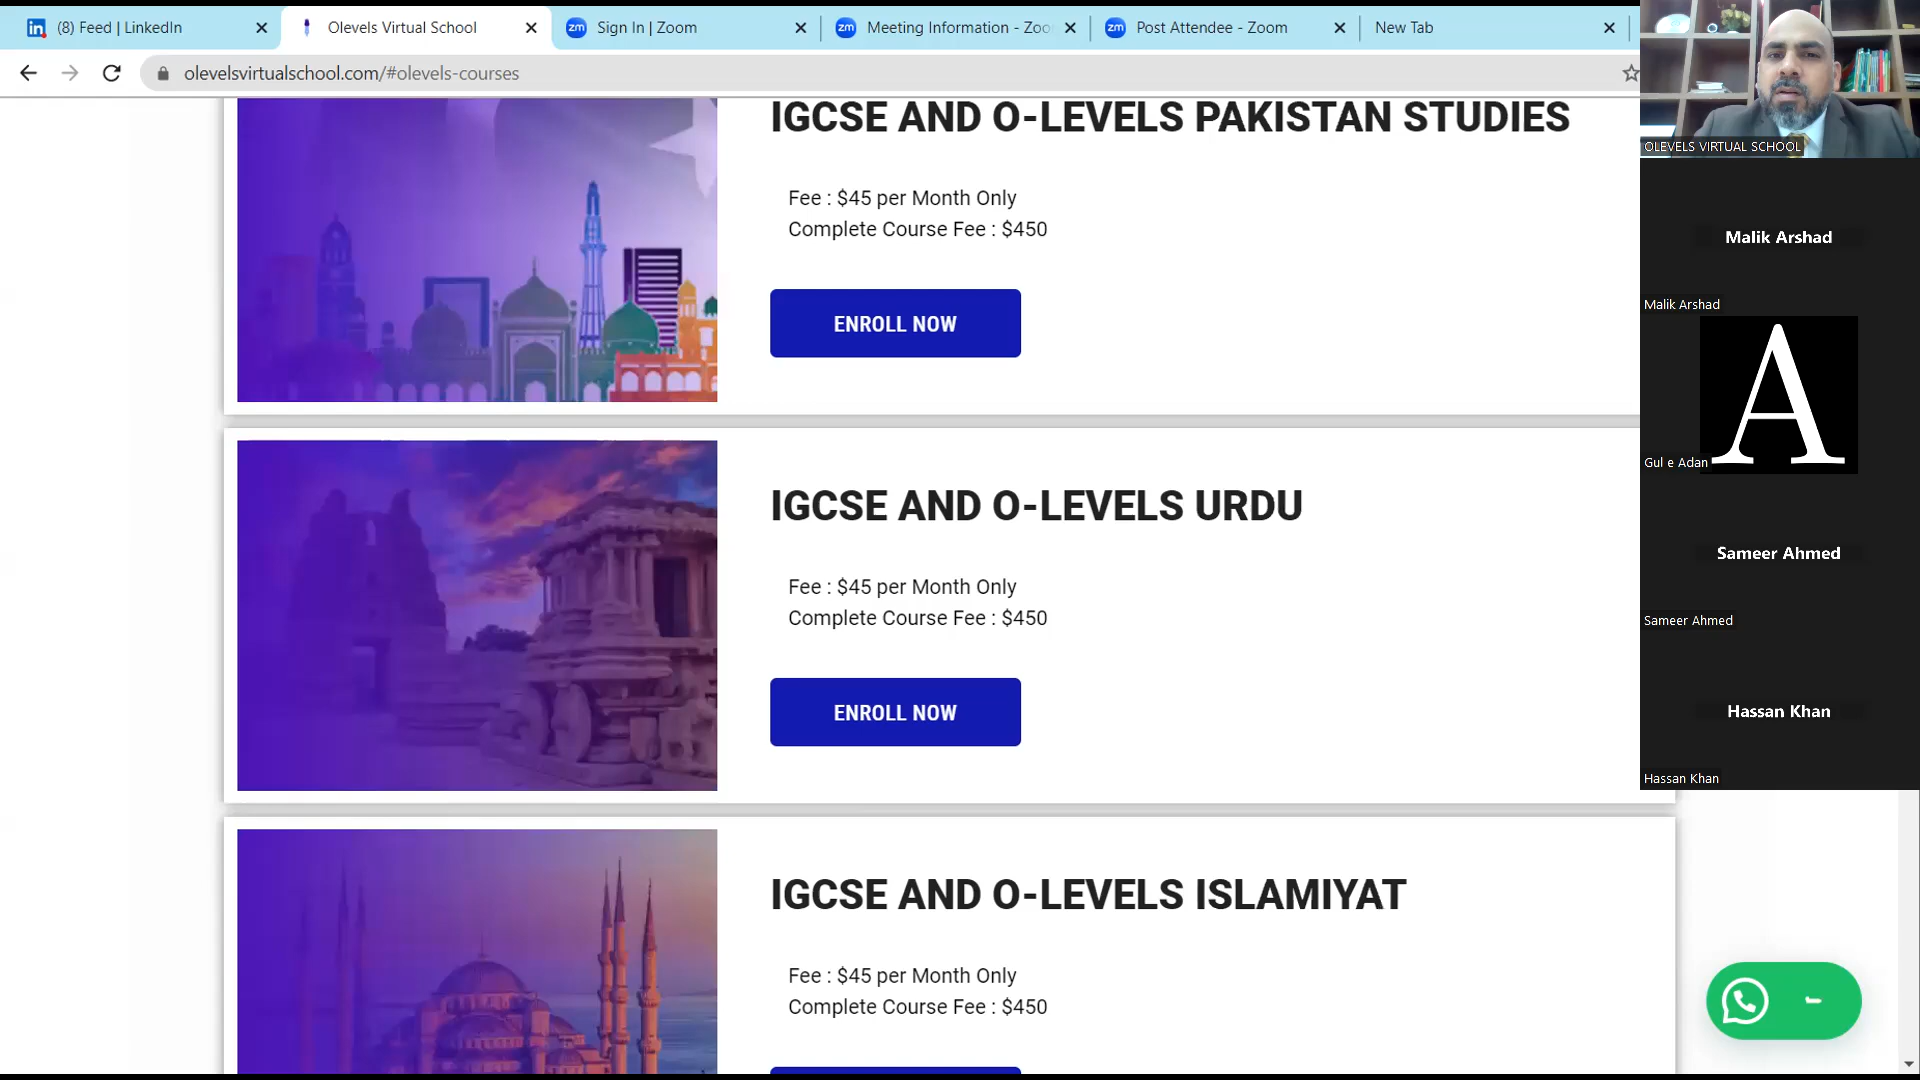 (8) Feed | LinkedIn
Olevels Virtual School
Sign In | Zoom
Meeting Information - Zoo
Post Attendee - Zoom
New Tab
olevelsvirtualschool.com/#olevels-courses
IGCSE AND O-LEVELS PAKISTAN STUDIES
Fee : $45 per Month Only
Complete Course Fee : $450
ENROLL NOW
IGCSE AND O-LEVELS URDU
Fee : $45 per Month Only
Complete Course Fee : $450
ENROLL NOW
IGCSE AND O-LEVELS ISLAMIYAT
Fee : $45 per Month Only
Complete Course Fee : $450
OLEVELS VIRTUAL SCHOOL
Malik Arshad
Malik Arshad
A
Gul e Adan
Sameer Ahmed
Sameer Ahmed
Hassan Khan
Hassan Khan